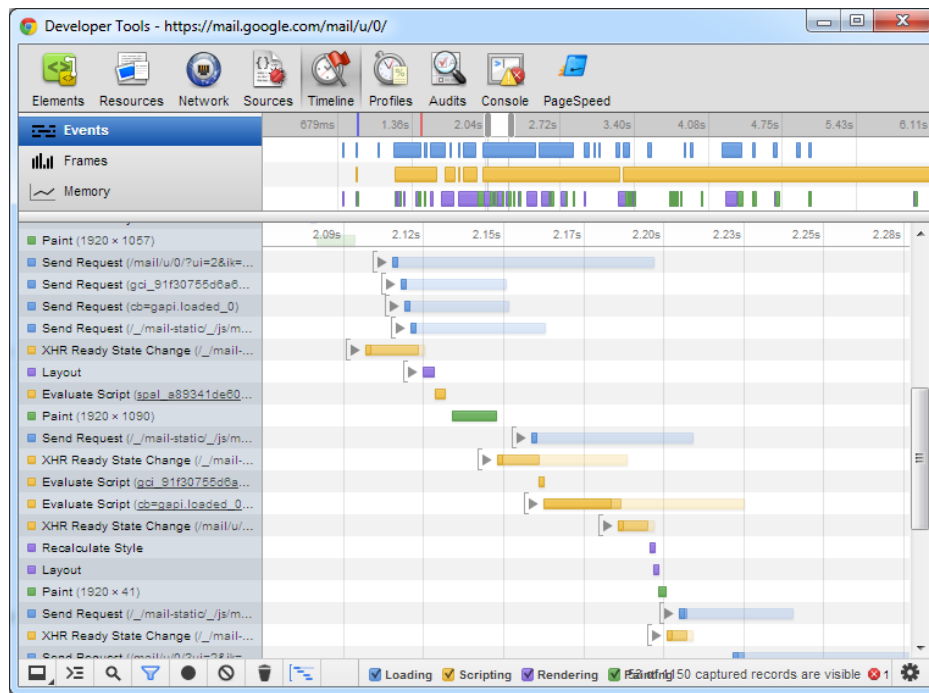 Developer Tools - https://mail.google.com/mail/u/0/
Elements Resources Network Sources Timeline Profiles Audits Console PageSpeed
Events
Frames
Memory
679ms 1.36s 2.04s 2.72s 3.40s 4.08s 4.75s 5.43s 6.11s
2.09s 2.12s 2.15s 2.17s 2.20s 2.23s 2.25s 2.28s
Paint (1920 × 1057)
Send Request (/mail/u/0/?ui=2&ik=...
Send Request (gci_91f30755d6a6...
Send Request (cb=gapi.loaded_0)
Send Request (/_/mail-static/_/js/m...
XHR Ready State Change (/_/mail-...
Layout
Evaluate Script (spal_a89341de60...
Paint (1920 × 1090)
Send Request (/_/mail-static/_/js/m...
XHR Ready State Change (/_/mail-...
Evaluate Script (gci_91f30755d6a...
Evaluate Script (cb=gapi.loaded_0...
XHR Ready State Change (/mail/u/...
Recalculate Style
Layout
Paint (1920 × 41)
Send Request (/_/mail-static/_/js/m...
XHR Ready State Change (/_/mail-...
Loading Scripting Rendering captured records are visible 1